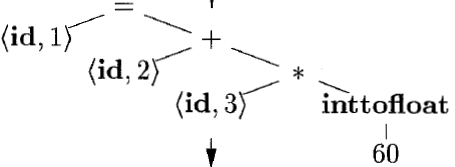 =
⟨id, 1⟩
+
⟨id, 2⟩
*
⟨id, 3⟩
inttofloat
60